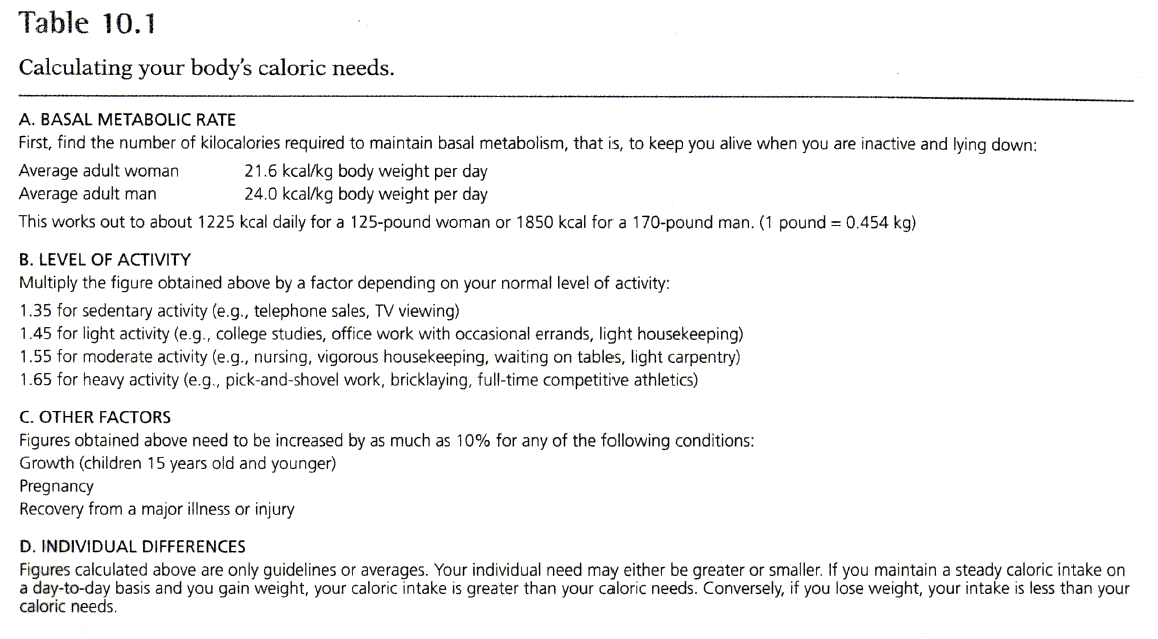 Table 10.1
Calculating your body's caloric needs.
A. BASAL METABOLIC RATE
First, find the number of kilocalories required to maintain basal metabolism, that is, to keep you alive when you are inactive and lying down:
Average adult woman 21.6 kcal/kg body weight per day
Average adult man 24.0 kcal/kg body weight per day
This works out to about 1225 kcal daily for a 125-pound woman or 1850 kcal for a 170-pound man. (1 pound = 0.454 kg)
B. LEVEL OF ACTIVITY
Multiply the figure obtained above by a factor depending on your normal level of activity:
1.35 for sedentary activity (e.g., telephone sales, TV viewing)
1.45 for light activity (e.g., college studies, office work with occasional errands, light housekeeping)
1.55 for moderate activity (e.g., nursing, vigorous housekeeping, waiting on tables, light carpentry)
1.65 for heavy activity (e.g., pick-and-shovel work, bricklaying, full-time competitive athletics)
C. OTHER FACTORS
Figures obtained above need to be increased by as much as 10% for any of the following conditions:
Growth (children 15 years old and younger)
Pregnancy
Recovery from a major illness or injury
D. INDIVIDUAL DIFFERENCES
Figures calculated above are only guidelines or averages. Your individual need may either be greater or smaller. If you maintain a steady caloric intake on
a day-to-day basis and you gain weight, your caloric intake is greater than your caloric needs. Conversely, if you lose weight, your intake is less than your
caloric needs.